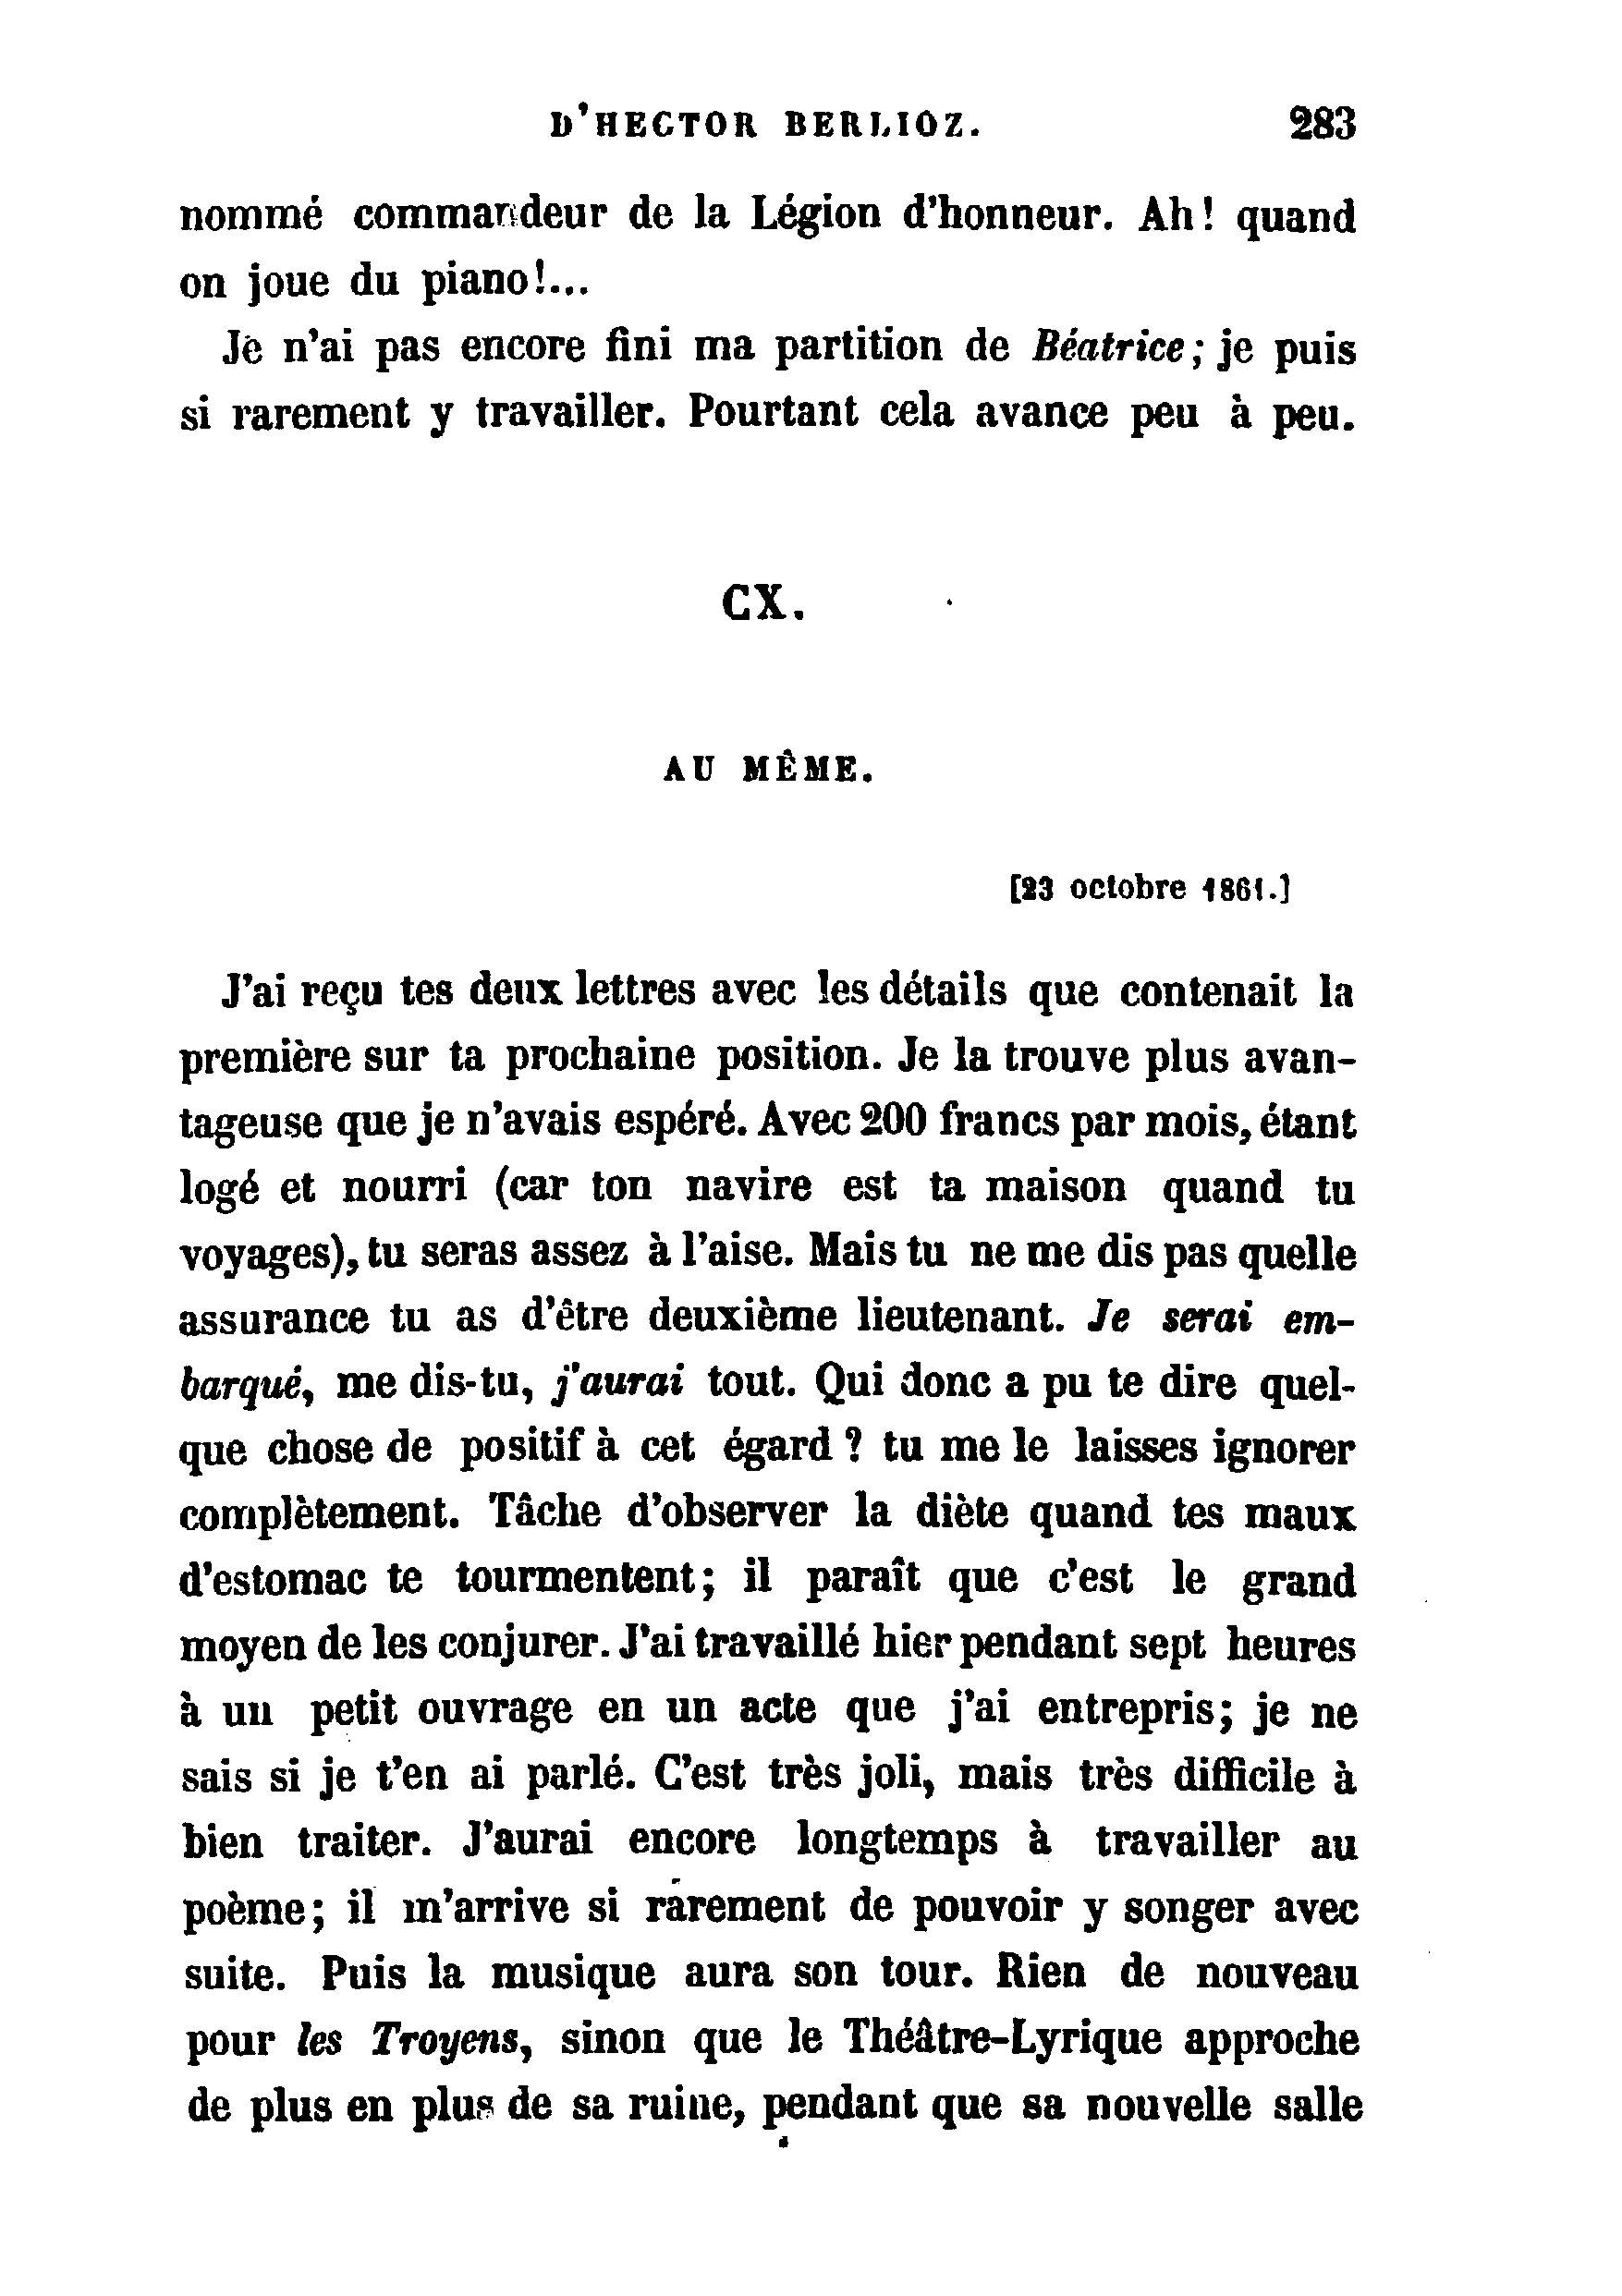 D'HECTOR BERLIOZ. 283
nommé commandeur de la Légion d'honneur. Ah! quand
on joue du piano!...
Je n'ai pas encore fini ma partition de Béatrice; je puis
si rarement y travailler. Pourtant cela avance peu à peu.
CX.
AU MÊME.
[23 octobre 1861.]
J'ai reçu tes deux lettres avec les détails que contenait la
première sur ta prochaine position. Je la trouve plus avan-
tageuse que je n'avais espéré. Avec 200 francs par mois, étant
logé et nourri (car ton navire est ta maison quand tu
voyages), tu seras assez à l'aise. Mais tu ne me dis pas quelle
assurance tu as d'être deuxième lieutenant. Je serai em-
barqué, me dis-tu, j'aurai tout. Qui donc a pu te dire quel-
que chose de positif à cet égard ? tu me le laisses ignorer
complètement. Tâche d'observer la diète quand tes maux
d'estomac te tourmentent; il paraît que c'est le grand
moyen de les conjurer. J'ai travaillé hier pendant sept heures
à un petit ouvrage en un acte que j'ai entrepris; je ne
sais si je t'en ai parlé. C'est très joli, mais très difficile à
bien traiter. J'aurai encore longtemps à travailler au
poème; il m'arrive si rarement de pouvoir y songer avec
suite. Puis la musique aura son tour. Rien de nouveau
pour les Troyens, sinon que le Théâtre-Lyrique approche
de plus en plus de sa ruine, pendant que sa nouvelle salle